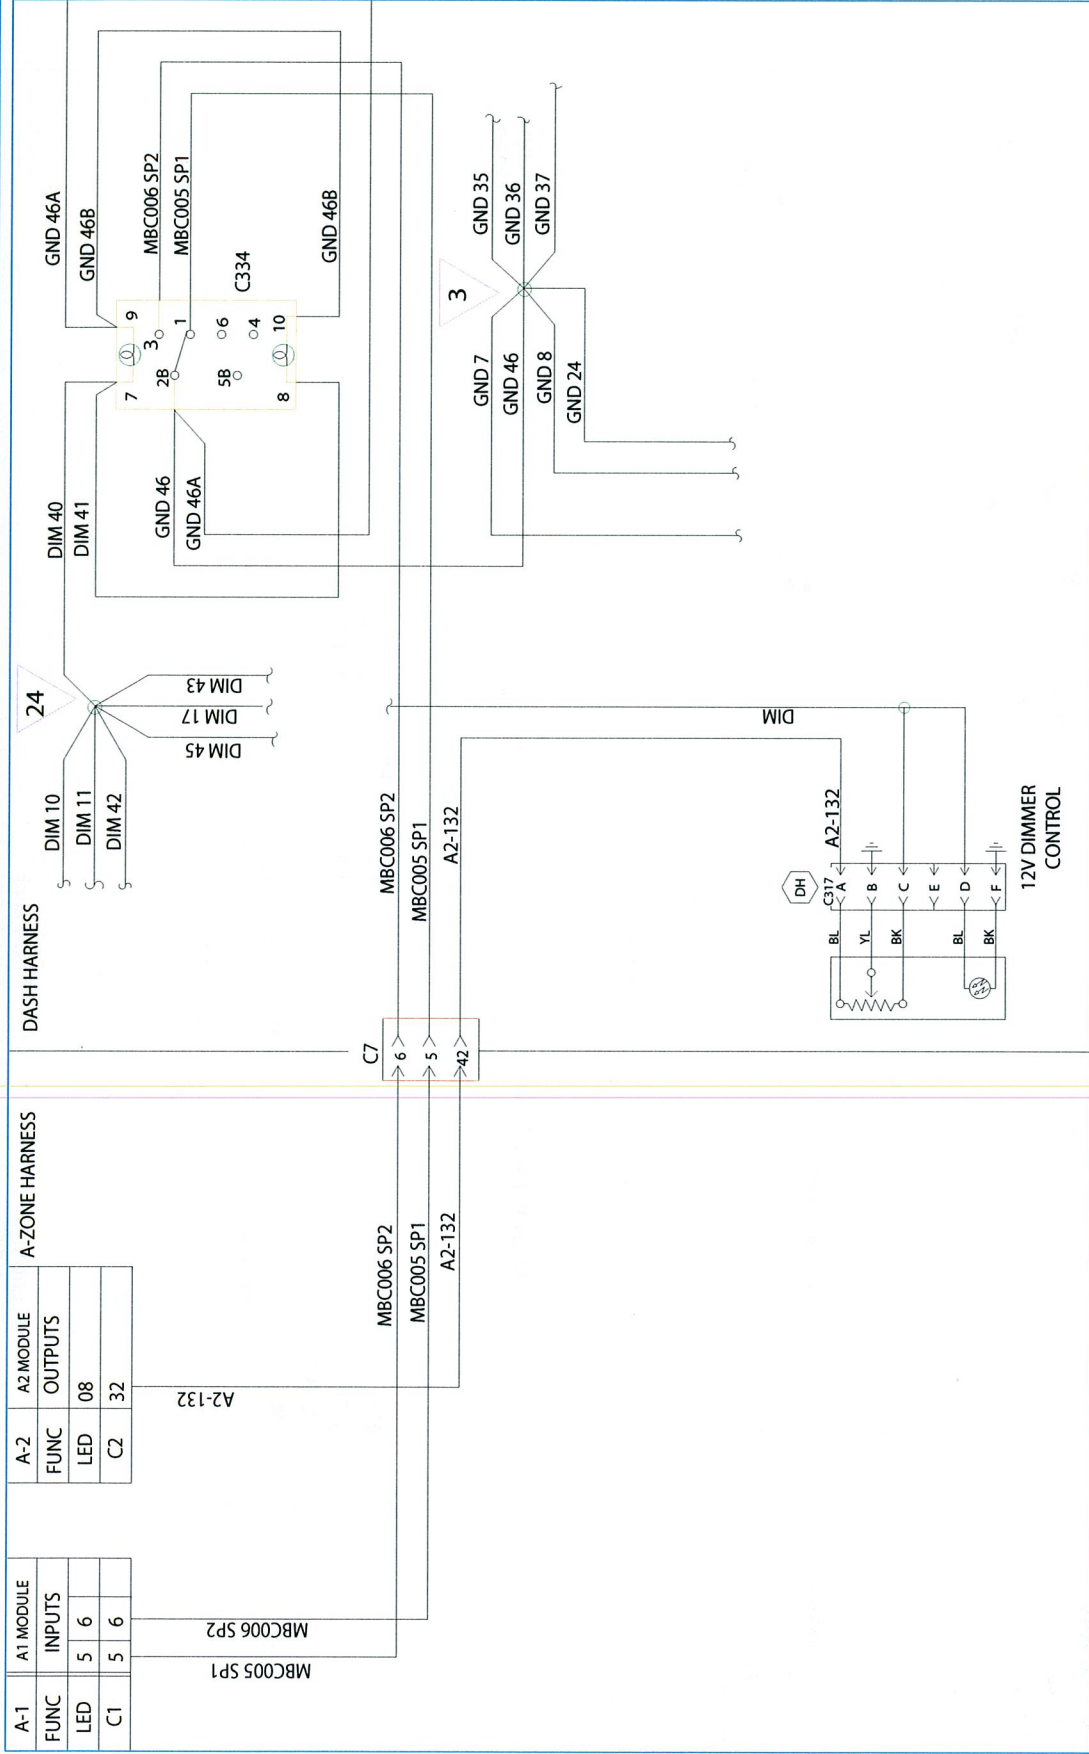 A-1 A1 MODULE
FUNC INPUTS
LED 5 6
C1 5 6
A-2 A2 MODULE
FUNC OUTPUTS
LED 08
C2 32
A-ZONE HARNESS
DASH HARNESS
MBC005 SP1
MBC006 SP2
A2-132
MBC006 SP2
MBC005 SP1
A2-132
C7
6
5
42
MBC006 SP2
MBC005 SP1
A2-132
24
DIM 10
DIM 11
DIM 42
DIM 45
DIM 17
DIM 43
DIM 40
DIM 41
GND 46
GND 46A
7 9
3
2B 1
6
5B 4
8 10
C334
GND 46A
GND 46B
MBC006 SP2
MBC005 SP1
GND 46B
3
GND 7
GND 46
GND 8
GND 24
GND 35
GND 36
GND 37
DIM
A2-132
DH
C317
BL A
YL B
BK C
E
BL D
BK F
12V DIMMER
CONTROL